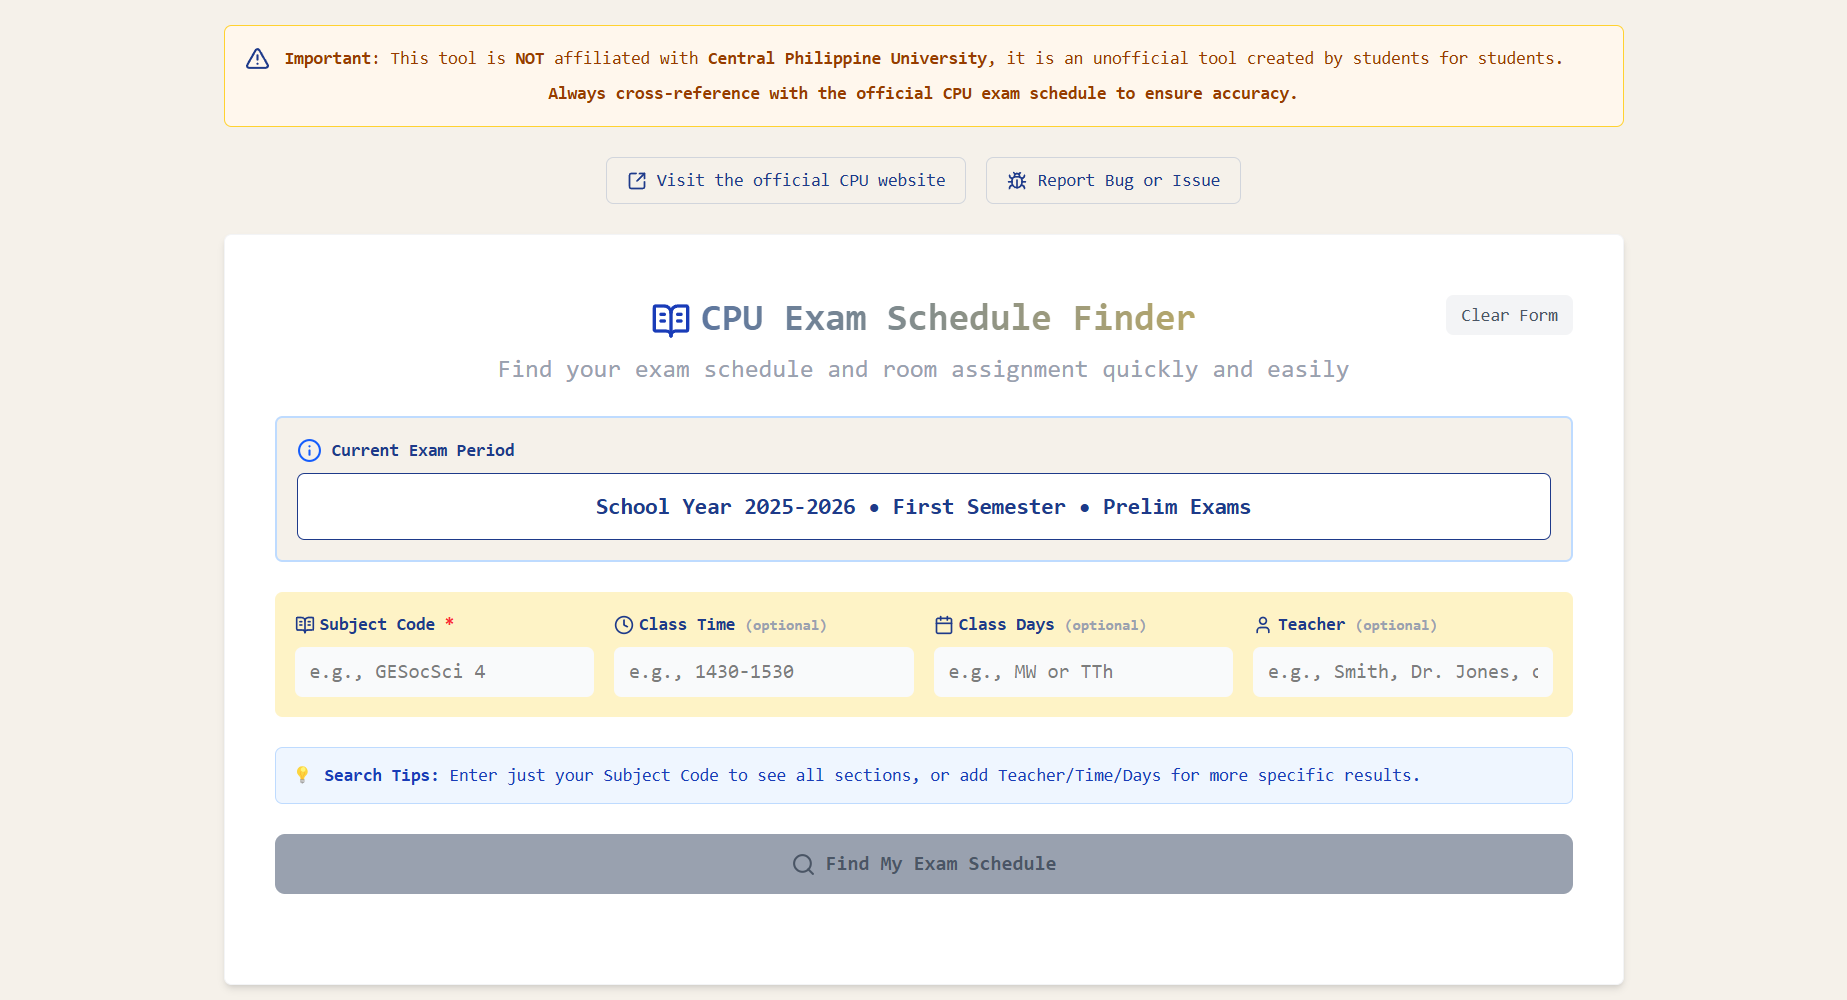 Important: This tool is NOT affiliated with Central Philippine University, it is an unofficial tool created by students for students.
Always cross-reference with the official CPU exam schedule to ensure accuracy.
Visit the official CPU website
Report Bug or Issue
CPU Exam Schedule Finder
Clear Form
Find your exam schedule and room assignment quickly and easily
Current Exam Period
School Year 2025-2026 • First Semester • Prelim Exams
Subject Code *
Class Time (optional)
Class Days (optional)
Teacher (optional)
e.g., GESocSci 4
e.g., 1430-1530
e.g., MW or TTh
e.g., Smith, Dr. Jones,
💡 Search Tips: Enter just your Subject Code to see all sections, or add Teacher/Time/Days for more specific results.
Find My Exam Schedule